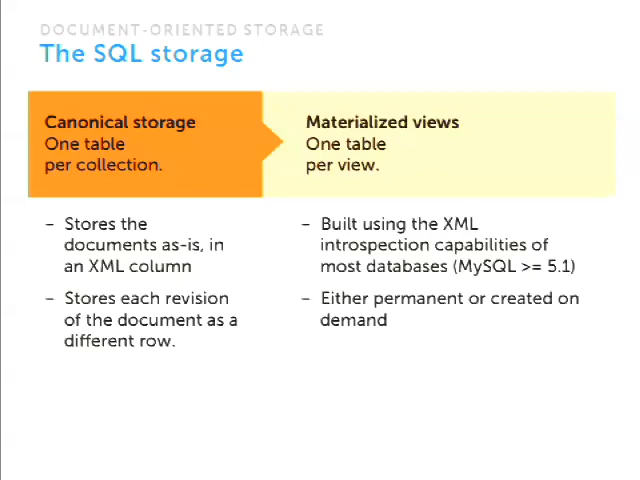 DOCUMENT-ORIENTED STORAGE
The SQL storage
Canonical storage
One table
per collection.
Materialized views
One table
per view.
– Stores the
documents as-is, in
an XML column
– Stores each revision
of the document as a
different row.
– Built using the XML
introspection capabilities of
most databases (MySQL >= 5.1)
– Either permanent or created on
demand